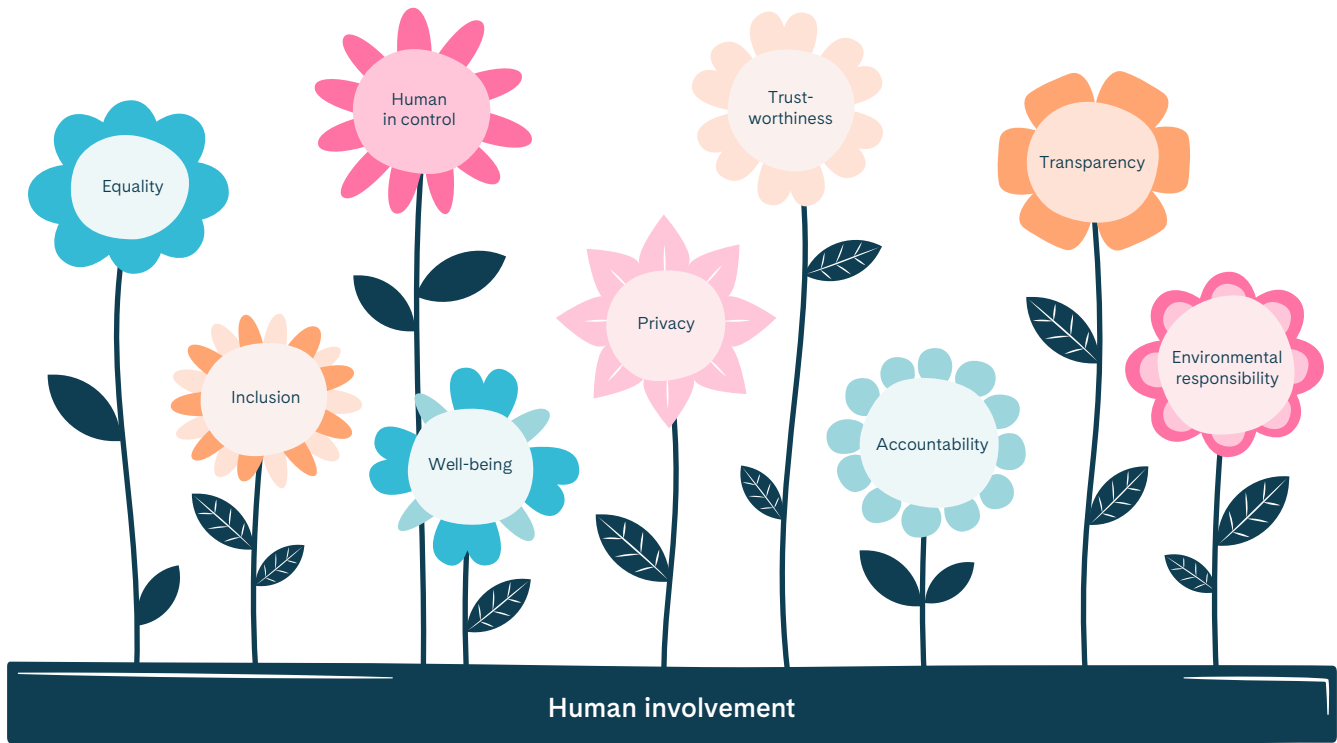 Equality
Inclusion
Human
in control
Well-being
Privacy
Trust-
worthiness
Accountability
Transparency
Environmental
responsibility
Human involvement